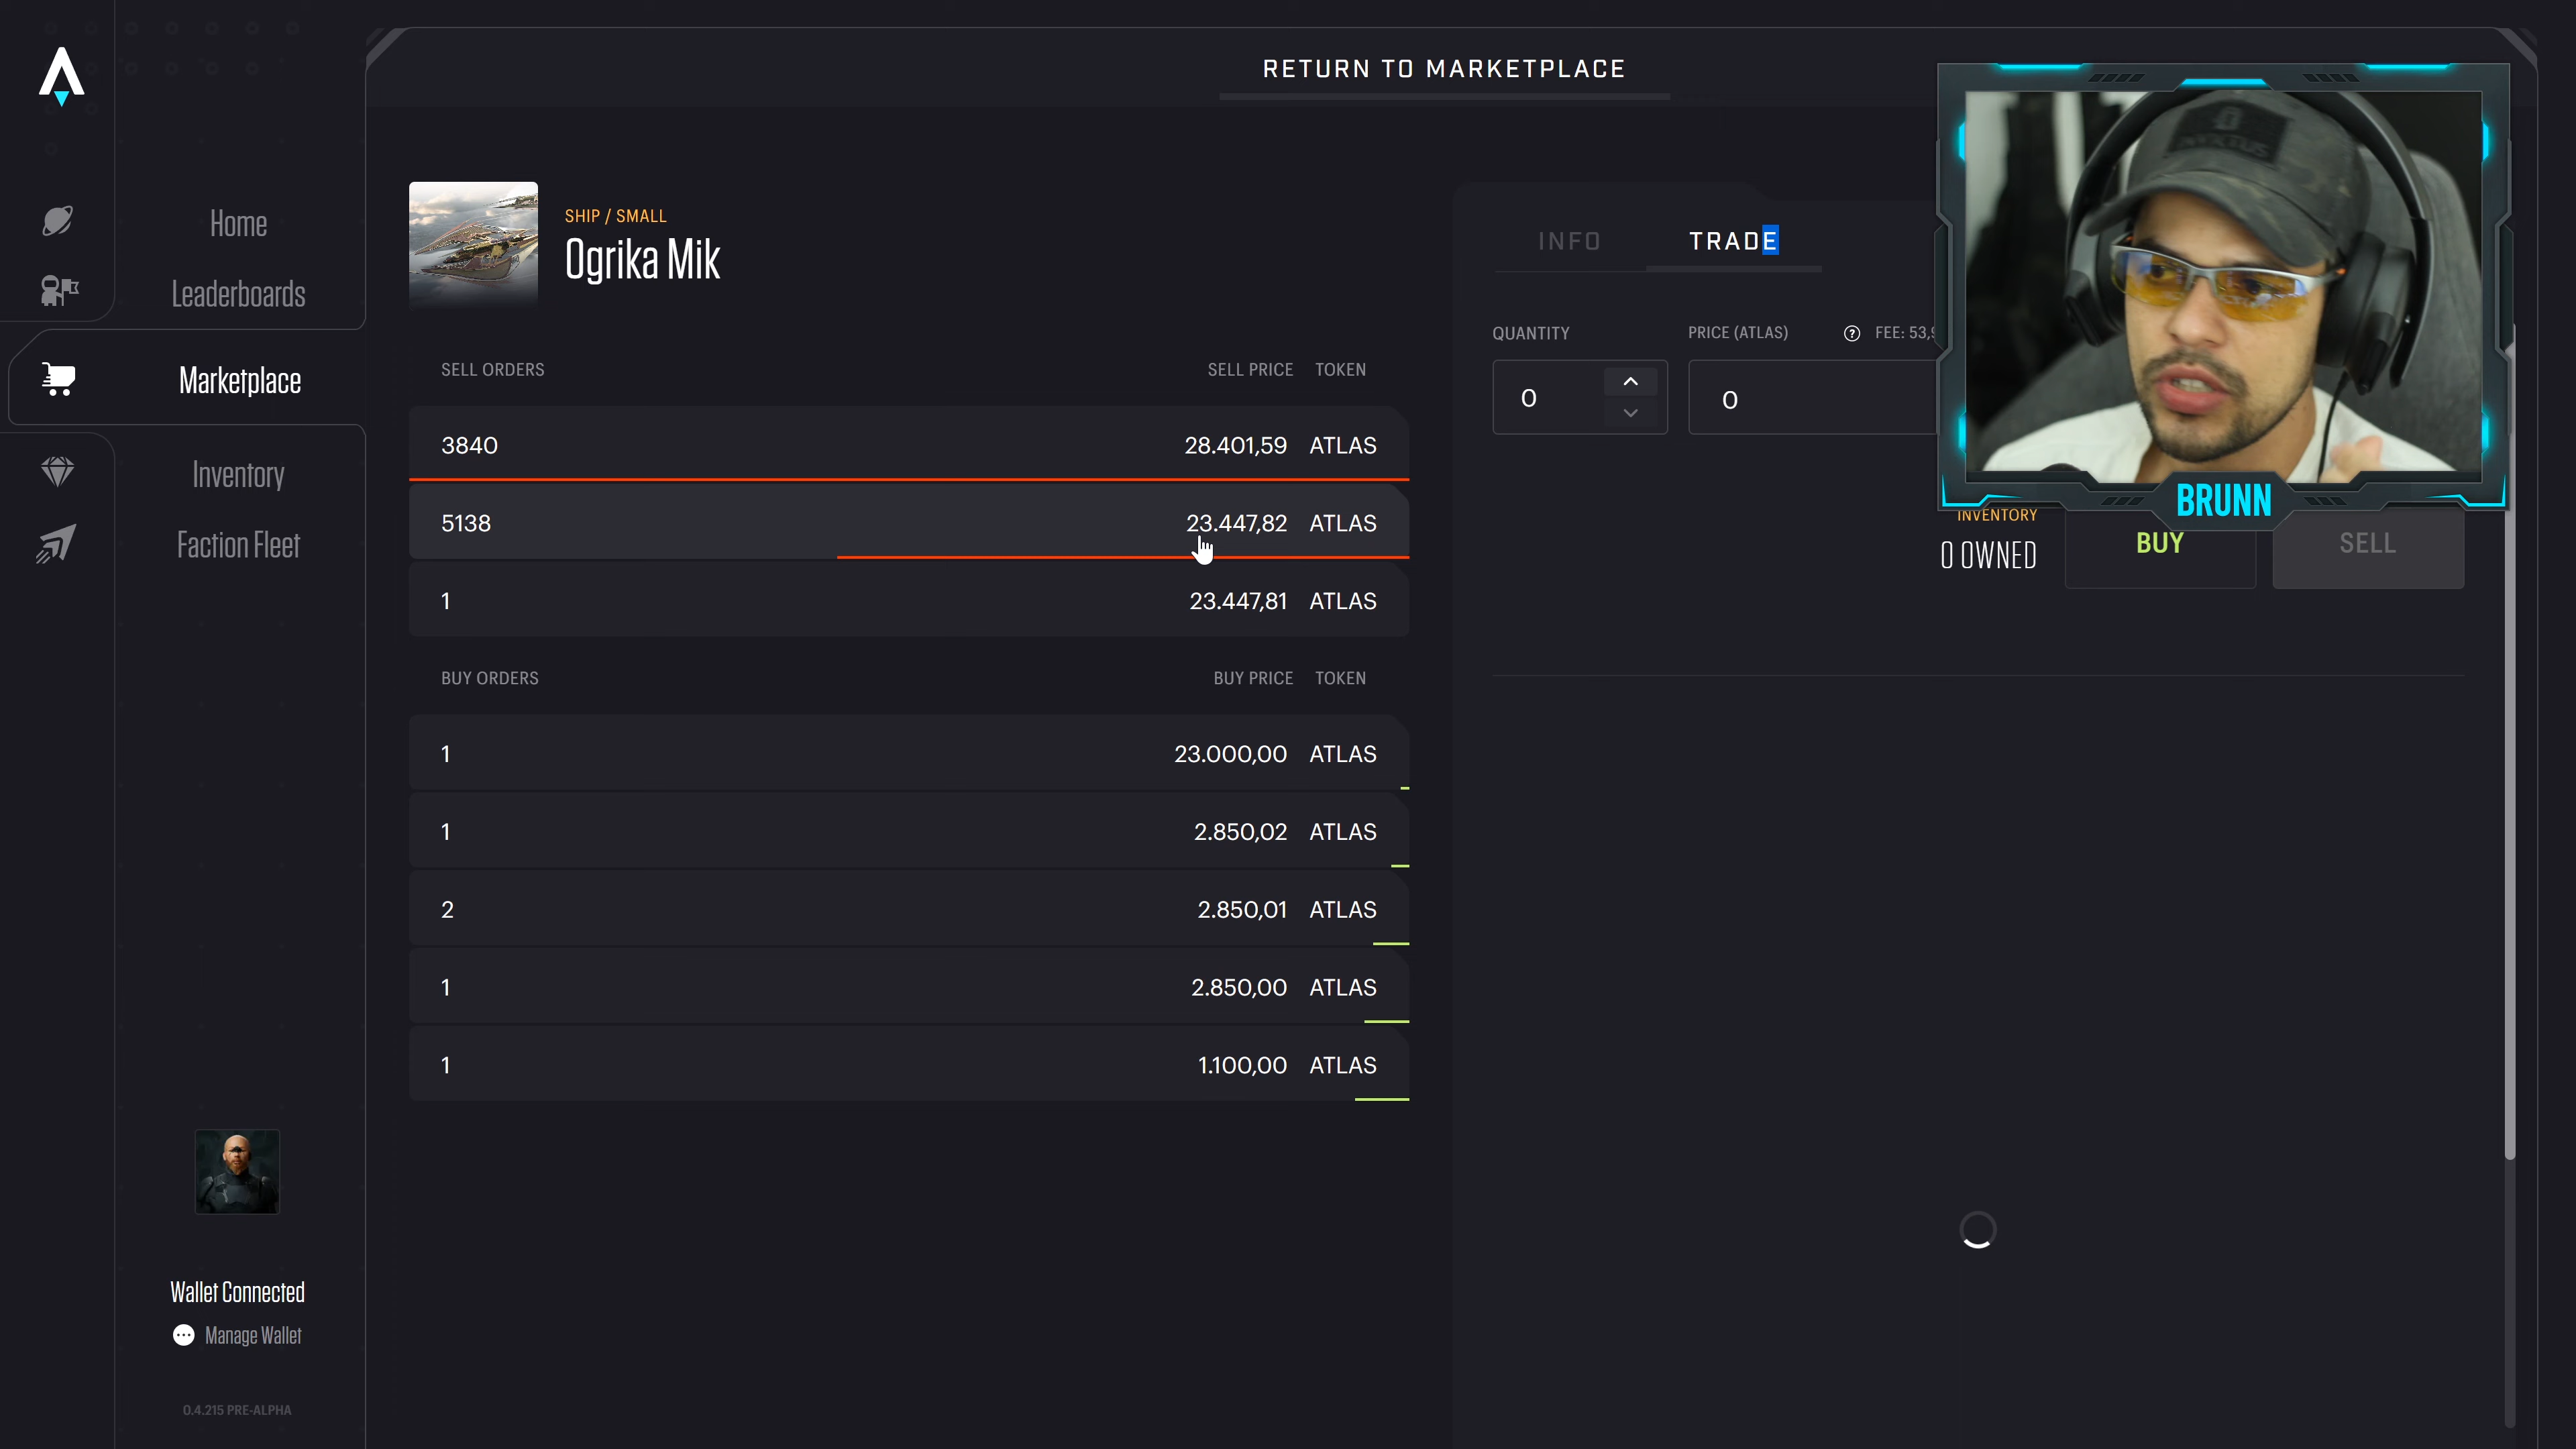 RETURN TO MARKETPLACE
Home
Leaderboards
Marketplace
Inventory
Faction Fleet
Wallet Connected
Manage Wallet
0.4.215 PRE-ALPHA
SHIP / SMALL
Ogrika Mik
SELL ORDERS SELL PRICE TOKEN
3840 28.401,59 ATLAS
5138 23.447,82 ATLAS
1 23.447,81 ATLAS
BUY ORDERS BUY PRICE TOKEN
1 23.000,00 ATLAS
1 2.850,02 ATLAS
2 2.850,01 ATLAS
1 2.850,00 ATLAS
1 1.100,00 ATLAS
INFO TRADE
QUANTITY PRICE (ATLAS) ? FEE:
0 0
BRUNN
INVENTORY
0 OWNED BUY SELL